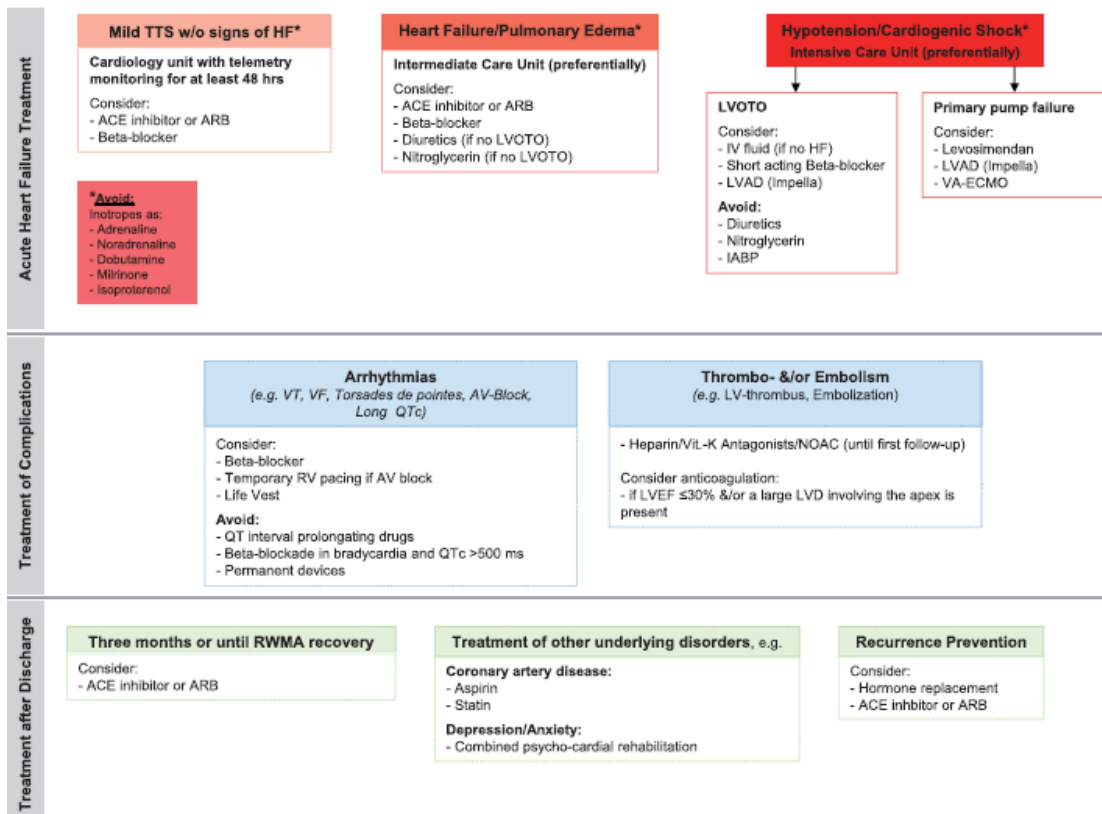 Acute Heart Failure Treatment
Mild TTS w/o signs of HF*
Cardiology unit with telemetry
monitoring for at least 48 hrs
Consider:
- ACE inhibitor or ARB
- Beta-blocker
*Avoid:
Inotropes as:
- Adrenaline
- Noradrenaline
- Dobutamine
- Milrinone
- Isoproterenol
Heart Failure/Pulmonary Edema*
Intermediate Care Unit (preferentially)
Consider:
- ACE inhibitor or ARB
- Beta-blocker
- Diuretics (if no LVOTO)
- Nitroglycerin (if no LVOTO)
Hypotension/Cardiogenic Shock*
Intensive Care Unit (preferentially)
LVOTO
Consider:
- IV fluid (if no HF)
- Short acting Beta-blocker
- LVAD (Impella)
Avoid:
- Diuretics
- Nitroglycerin
- IABP
Primary pump failure
Consider:
- Levosimendan
- LVAD (Impella)
- VA-ECMO
Treatment of Complications
Arrhythmias
(e.g. VT, VF, Torsades de pointes, AV-Block,
Long QTc)
Consider:
- Beta-blocker
- Temporary RV pacing if AV block
- Life Vest
Avoid:
- QT interval prolongating drugs
- Beta-blockade in bradycardia and QTc >500 ms
- Permanent devices
Thrombo- &/or Embolism
(e.g. LV-thrombus, Embolization)
- Heparin/Vit.-K Antagonists/NOAC (until first follow-up)
Consider anticoagulation:
- if LVEF ≤30% &/or a large LVD involving the apex is
present
Treatment after Discharge
Three months or until RWMA recovery
Consider:
- ACE inhibitor or ARB
Treatment of other underlying disorders, e.g.
Coronary artery disease:
- Aspirin
- Statin
Depression/Anxiety:
- Combined psycho-cardial rehabilitation
Recurrence Prevention
Consider:
- Hormone replacement
- ACE inhbitor or ARB